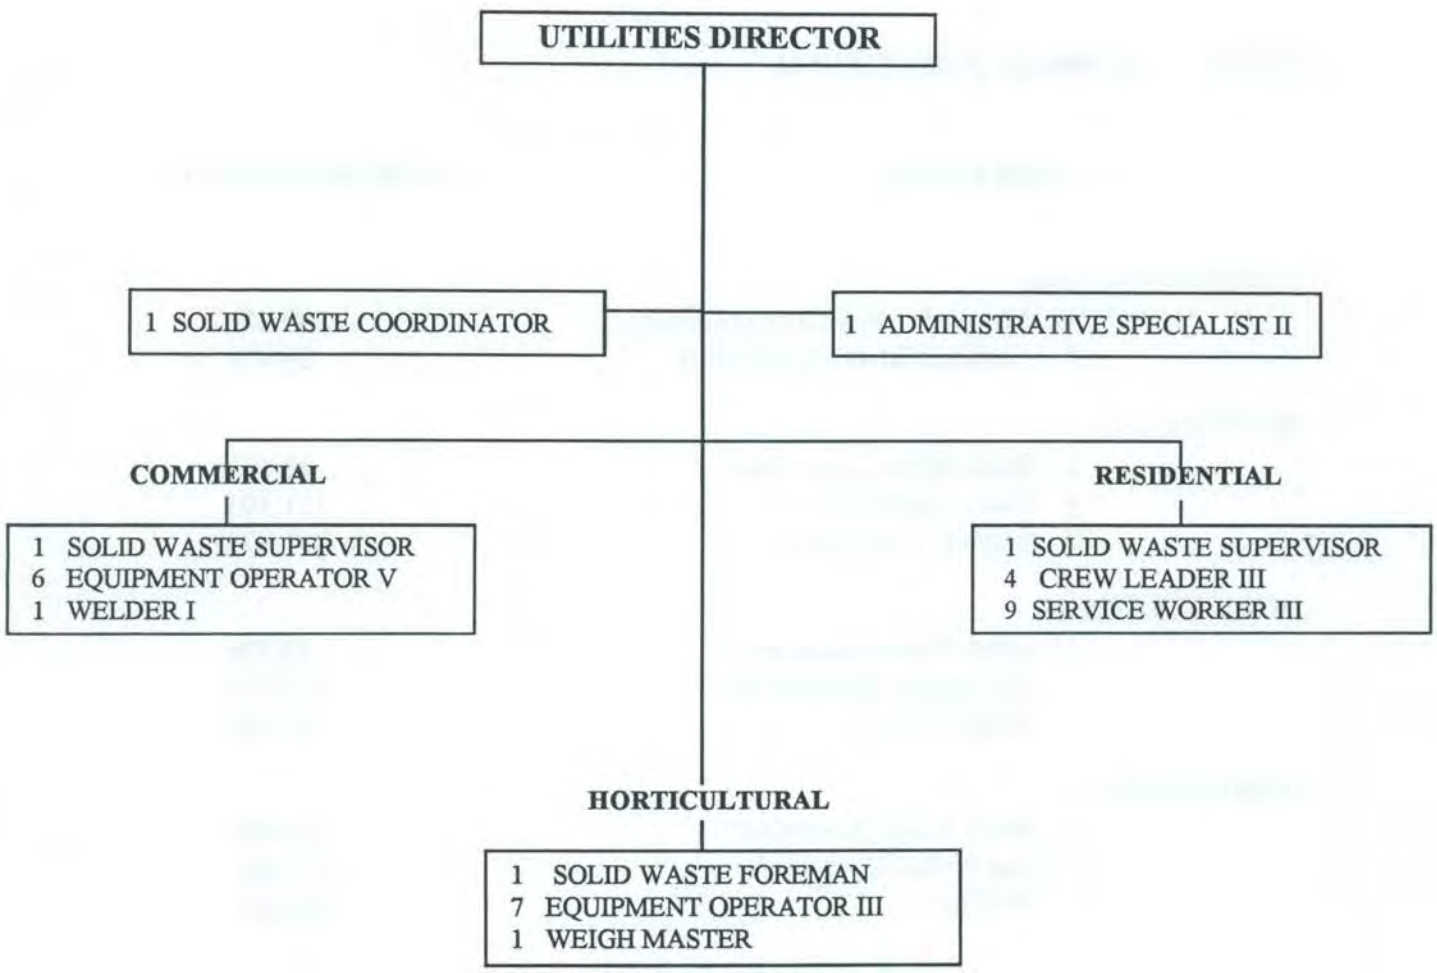 UTILITIES DIRECTOR
1 SOLID WASTE COORDINATOR
1 ADMINISTRATIVE SPECIALIST II
COMMERCIAL
1 SOLID WASTE SUPERVISOR
6 EQUIPMENT OPERATOR V
1 WELDER I
RESIDENTIAL
1 SOLID WASTE SUPERVISOR
4 CREW LEADER III
9 SERVICE WORKER III
HORTICULTURAL
1 SOLID WASTE FOREMAN
7 EQUIPMENT OPERATOR III
1 WEIGH MASTER